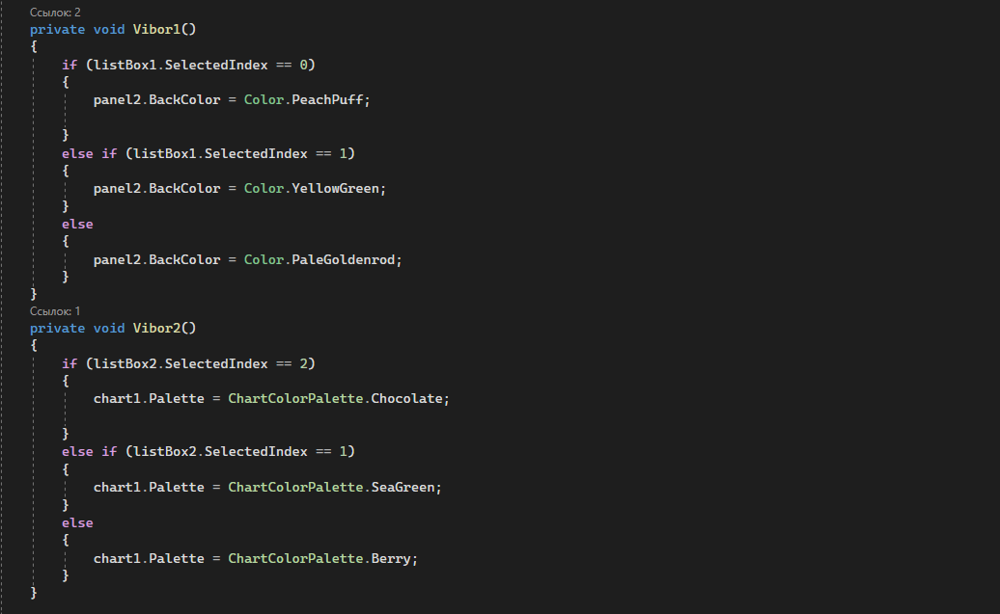 Ссылок: 2
private void Vibor1()
{
if (listBox1.SelectedIndex == 0)
{
panel2.BackColor = Color.PeachPuff;
}
else if (listBox1.SelectedIndex == 1)
{
panel2.BackColor = Color.YellowGreen;
}
else
{
panel2.BackColor = Color.PaleGoldenrod;
}
}
Ссылок: 1
private void Vibor2()
{
if (listBox2.SelectedIndex == 2)
{
chart1.Palette = ChartColorPalette.Chocolate;
}
else if (listBox2.SelectedIndex == 1)
{
chart1.Palette = ChartColorPalette.SeaGreen;
}
else
{
chart1.Palette = ChartColorPalette.Berry;
}
}